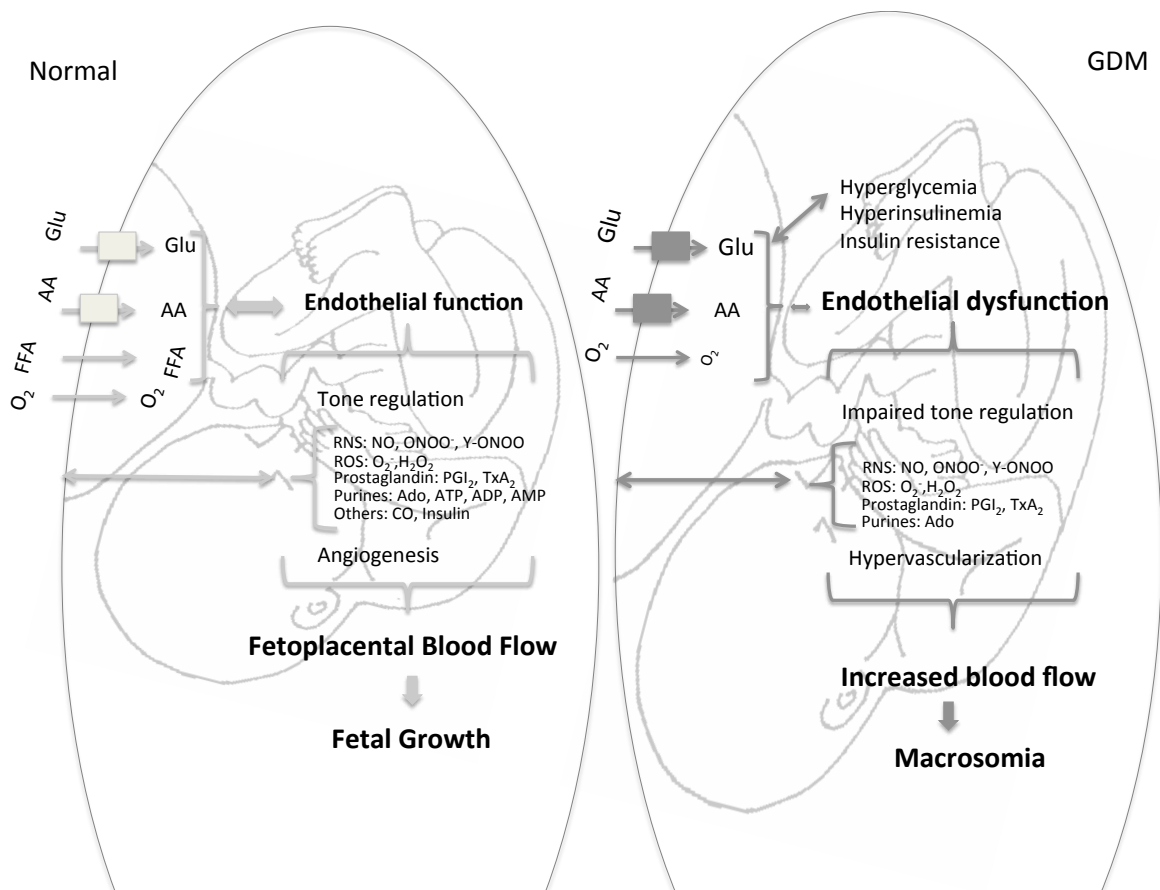 Normal
Glu
Glu
AA
AA
FFA
FFA
O₂
O₂
Endothelial function
Tone regulation
RNS: NO, ONOO⁻, Y-ONOO
ROS: O₂⁻,H₂O₂
Prostaglandin: PGI₂, TxA₂
Purines: Ado, ATP, ADP, AMP
Others: CO, Insulin
Angiogenesis
Fetoplacental Blood Flow
Fetal Growth
GDM
Hyperglycemia
Hyperinsulinemia
Insulin resistance
Glu
Glu
AA
AA
O₂
O₂
Endothelial dysfunction
Impaired tone regulation
RNS: NO, ONOO⁻, Y-ONOO
ROS: O₂⁻,H₂O₂
Prostaglandin: PGI₂, TxA₂
Purines: Ado
Hypervascularization
Increased blood flow
Macrosomia